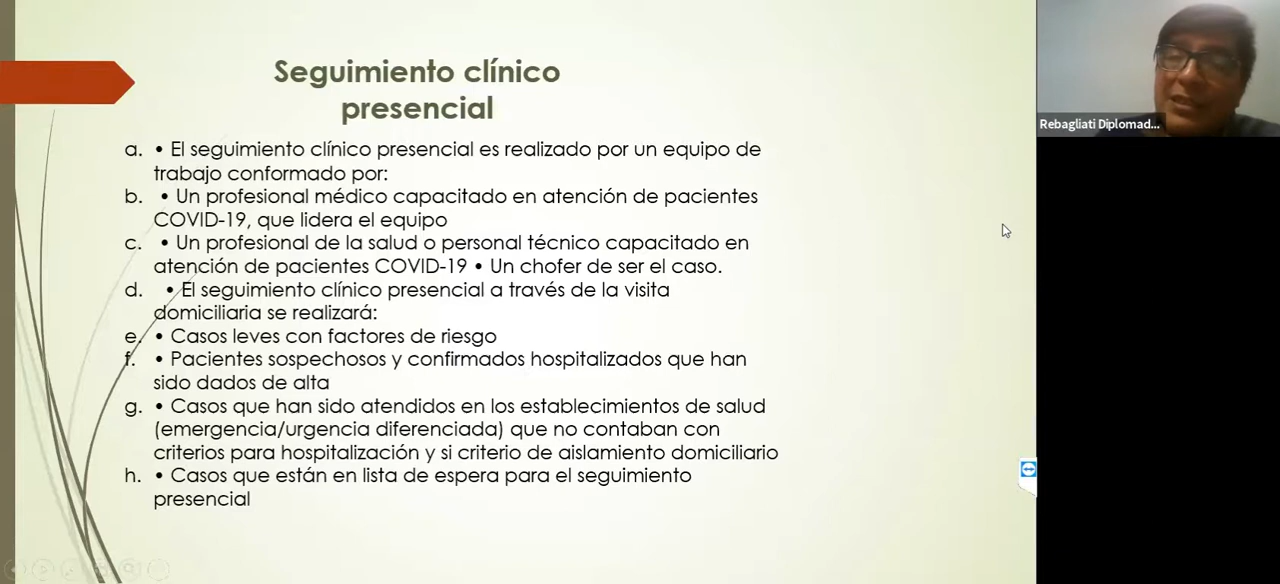 Seguimiento clínico
presencial
a. • El seguimiento clínico presencial es realizado por un equipo de
trabajo conformado por:
b. • Un profesional médico capacitado en atención de pacientes
COVID-19, que lidera el equipo
c. • Un profesional de la salud o personal técnico capacitado en
atención de pacientes COVID-19 • Un chofer de ser el caso.
d. • El seguimiento clínico presencial a través de la visita
domiciliaria se realizará:
e. • Casos leves con factores de riesgo
f. • Pacientes sospechosos y confirmados hospitalizados que han
sido dados de alta
g. • Casos que han sido atendidos en los establecimientos de salud
(emergencia/urgencia diferenciada) que no contaban con
criterios para hospitalización y si criterio de aislamiento domiciliario
h. • Casos que están en lista de espera para el seguimiento
presencial
Rebagliati Diplomad...